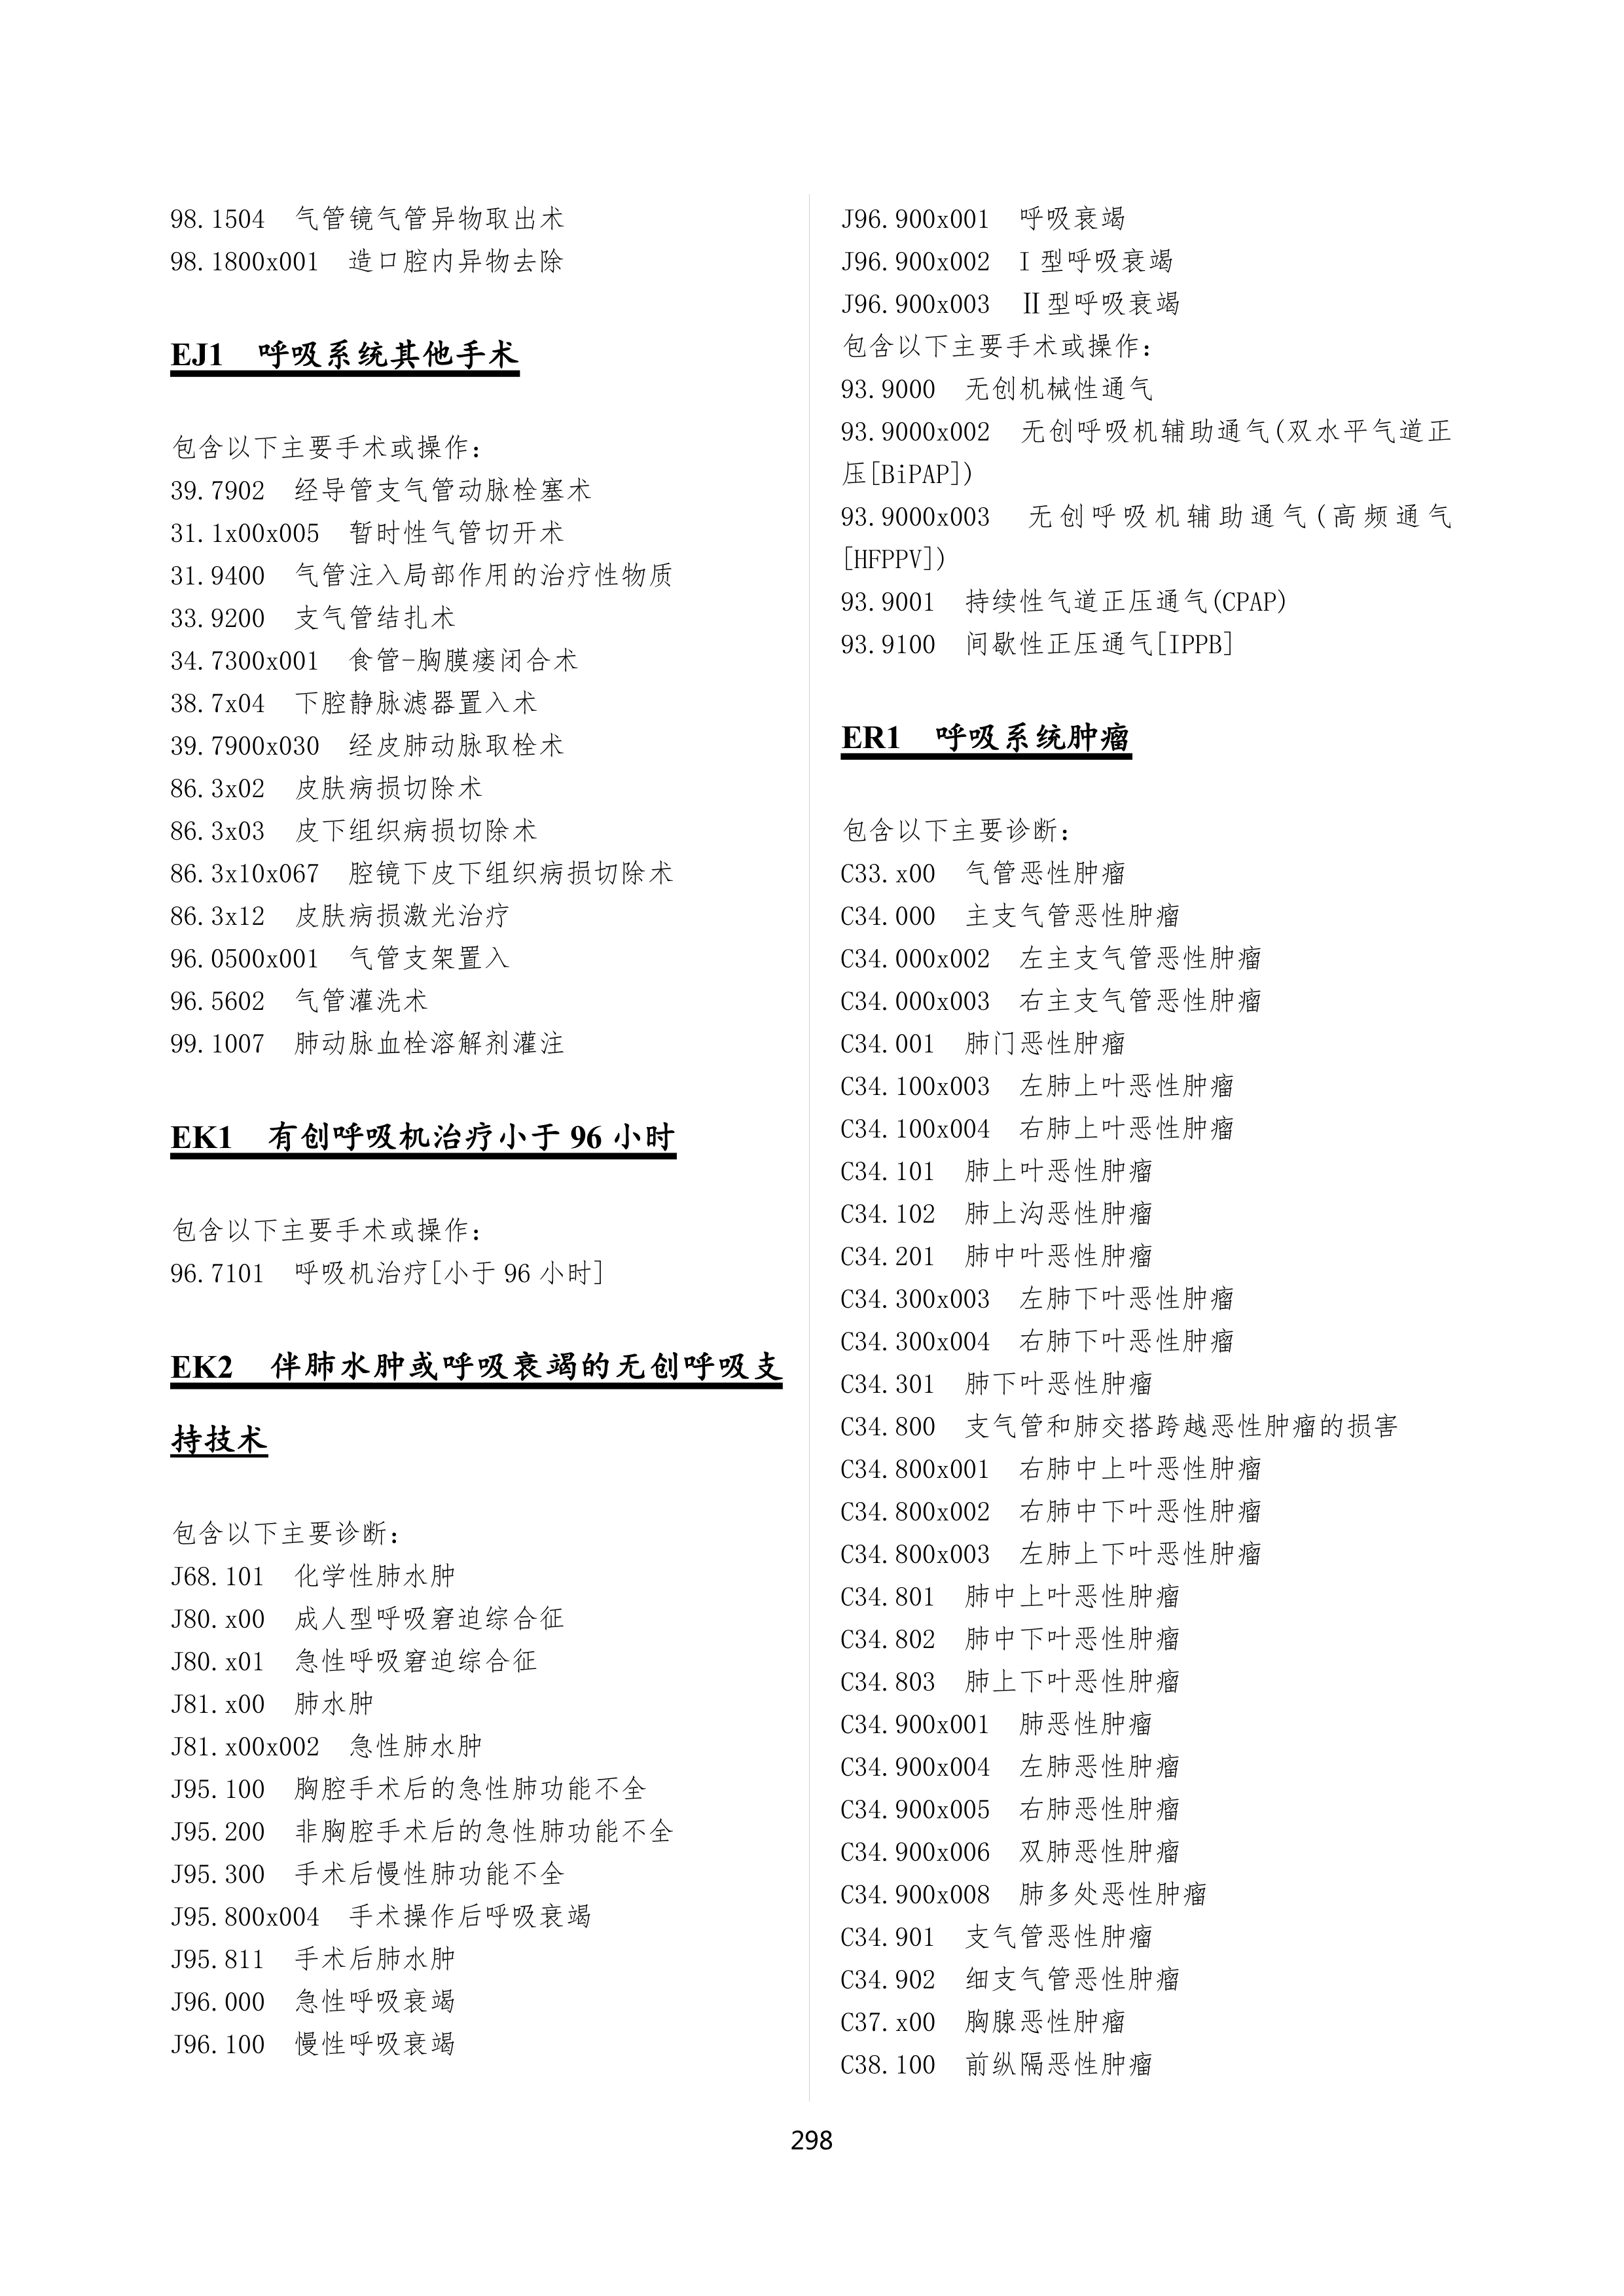 98.1504 气管镜气管异物取出术
98.1800x001 造口腔内异物去除
EJ1 呼吸系统其他手术
包含以下主要手术或操作:
39.7902 经导管支气管动脉栓塞术
31.1x00x005 暂时性气管切开术
31.9400 气管注入局部作用的治疗性物质
33.9200 支气管结扎术
34.7300x001 食管-胸膜瘘闭合术
38.7x04 下腔静脉滤器置入术
39.7900x030 经皮肺动脉取栓术
86.3x02 皮肤病损切除术
86.3x03 皮下组织病损切除术
86.3x10x067 腔镜下皮下组织病损切除术
86.3x12 皮肤病损激光治疗
96.0500x001 气管支架置入
96.5602 气管灌洗术
99.1007 肺动脉血栓溶解剂灌注
EK1 有创呼吸机治疗小于 96 小时
包含以下主要手术或操作:
96.7101 呼吸机治疗[小于 96 小时]
EK2 伴肺水肿或呼吸衰竭的无创呼吸支
持技术
包含以下主要诊断:
J68.101 化学性肺水肿
J80.x00 成人型呼吸窘迫综合征
J80.x01 急性呼吸窘迫综合征
J81.x00 肺水肿
J81.x00x002 急性肺水肿
J95.100 胸腔手术后的急性肺功能不全
J95.200 非胸腔手术后的急性肺功能不全
J95.300 手术后慢性肺功能不全
J95.800x004 手术操作后呼吸衰竭
J95.811 手术后肺水肿
J96.000 急性呼吸衰竭
J96.100 慢性呼吸衰竭
J96.900x001 呼吸衰竭
J96.900x002 Ⅰ型呼吸衰竭
J96.900x003 Ⅱ型呼吸衰竭
包含以下主要手术或操作:
93.9000 无创机械性通气
93.9000x002 无创呼吸机辅助通气(双水平气道正
压[BiPAP])
93.9000x003 无创呼吸机辅助通气(高频通气
[HFPPV])
93.9001 持续性气道正压通气(CPAP)
93.9100 间歇性正压通气[IPPB]
ER1 呼吸系统肿瘤
包含以下主要诊断:
C33.x00 气管恶性肿瘤
C34.000 主支气管恶性肿瘤
C34.000x002 左主支气管恶性肿瘤
C34.000x003 右主支气管恶性肿瘤
C34.001 肺门恶性肿瘤
C34.100x003 左肺上叶恶性肿瘤
C34.100x004 右肺上叶恶性肿瘤
C34.101 肺上叶恶性肿瘤
C34.102 肺上沟恶性肿瘤
C34.201 肺中叶恶性肿瘤
C34.300x003 左肺下叶恶性肿瘤
C34.300x004 右肺下叶恶性肿瘤
C34.301 肺下叶恶性肿瘤
C34.800 支气管和肺交搭跨越恶性肿瘤的损害
C34.800x001 右肺中上叶恶性肿瘤
C34.800x002 右肺中下叶恶性肿瘤
C34.800x003 左肺上下叶恶性肿瘤
C34.801 肺中上叶恶性肿瘤
C34.802 肺中下叶恶性肿瘤
C34.803 肺上下叶恶性肿瘤
C34.900x001 肺恶性肿瘤
C34.900x004 左肺恶性肿瘤
C34.900x005 右肺恶性肿瘤
C34.900x006 双肺恶性肿瘤
C34.900x008 肺多处恶性肿瘤
C34.901 支气管恶性肿瘤
C34.902 细支气管恶性肿瘤
C37.x00 胸腺恶性肿瘤
C38.100 前纵隔恶性肿瘤
298